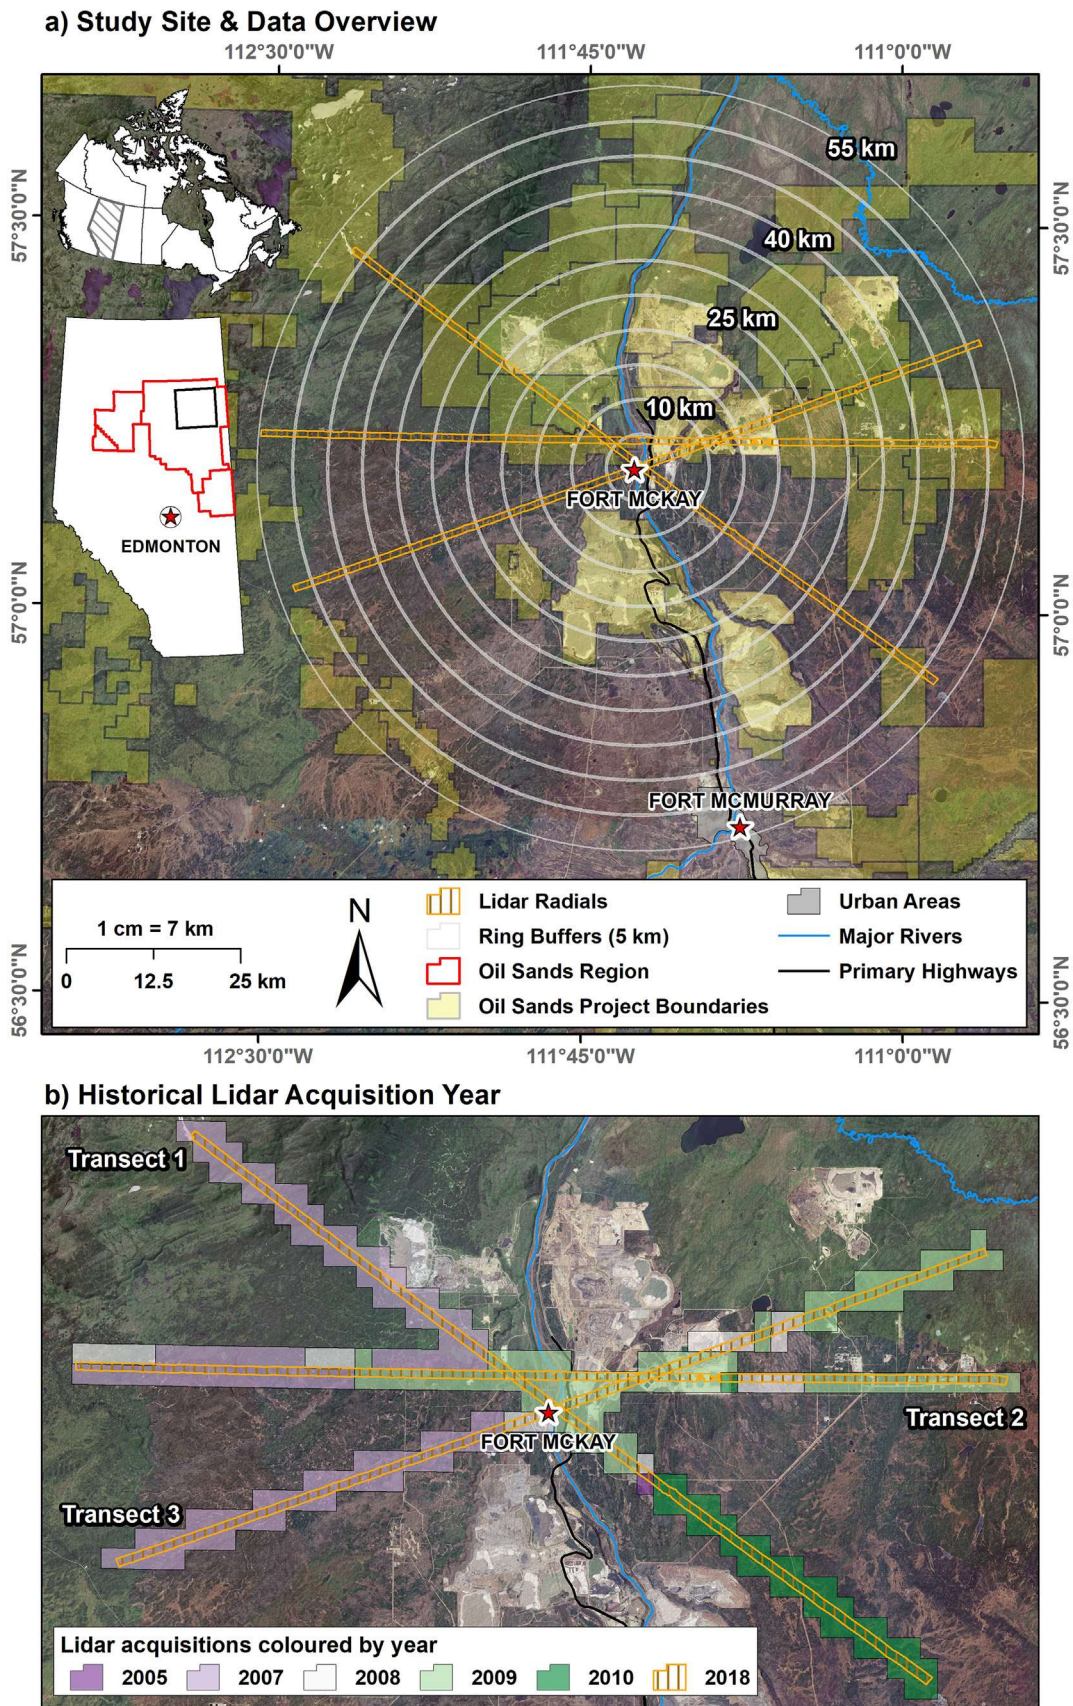 a) Study Site & Data Overview
112°30'0"W 111°45'0"W 111°0'0"W
57°30'0"N
57°30'0"N
55 km
40 km
25 km
10 km
FORT MCKAY
EDMONTON
57°0'0"N
57°0'0"N
FORT MCMURRAY
1 cm = 7 km
0 12.5 25 km
N
Lidar Radials
Ring Buffers (5 km)
Oil Sands Region
Oil Sands Project Boundaries
Urban Areas
Major Rivers
Primary Highways
56°30'0"N
56°30'0"N
112°30'0"W 111°45'0"W 111°0'0"W
b) Historical Lidar Acquisition Year
Transect 1
Transect 2
FORT MCKAY
Transect 3
Lidar acquisitions coloured by year
2005 2007 2008 2009 2010 2018